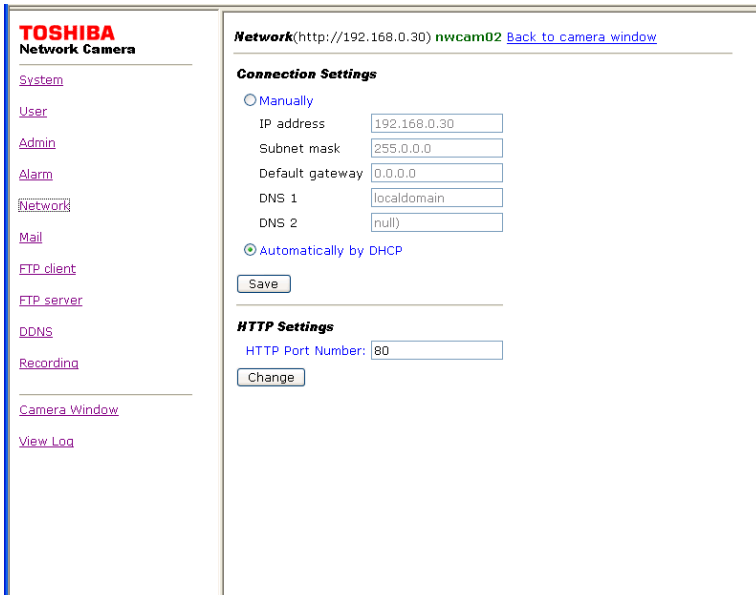 TOSHIBA
Network Camera
System
User
Admin
Alarm
Network
Mail
FTP client
FTP server
DDNS
Recording
Camera Window
View Log
Network(http://192.168.0.30) nwcam02 Back to camera window
Connection Settings
Manually
IP address 192.168.0.30
Subnet mask 255.0.0.0
Default gateway 0.0.0.0
DNS 1 localdomain
DNS 2 null)
Automatically by DHCP
Save
HTTP Settings
HTTP Port Number: 80
Change